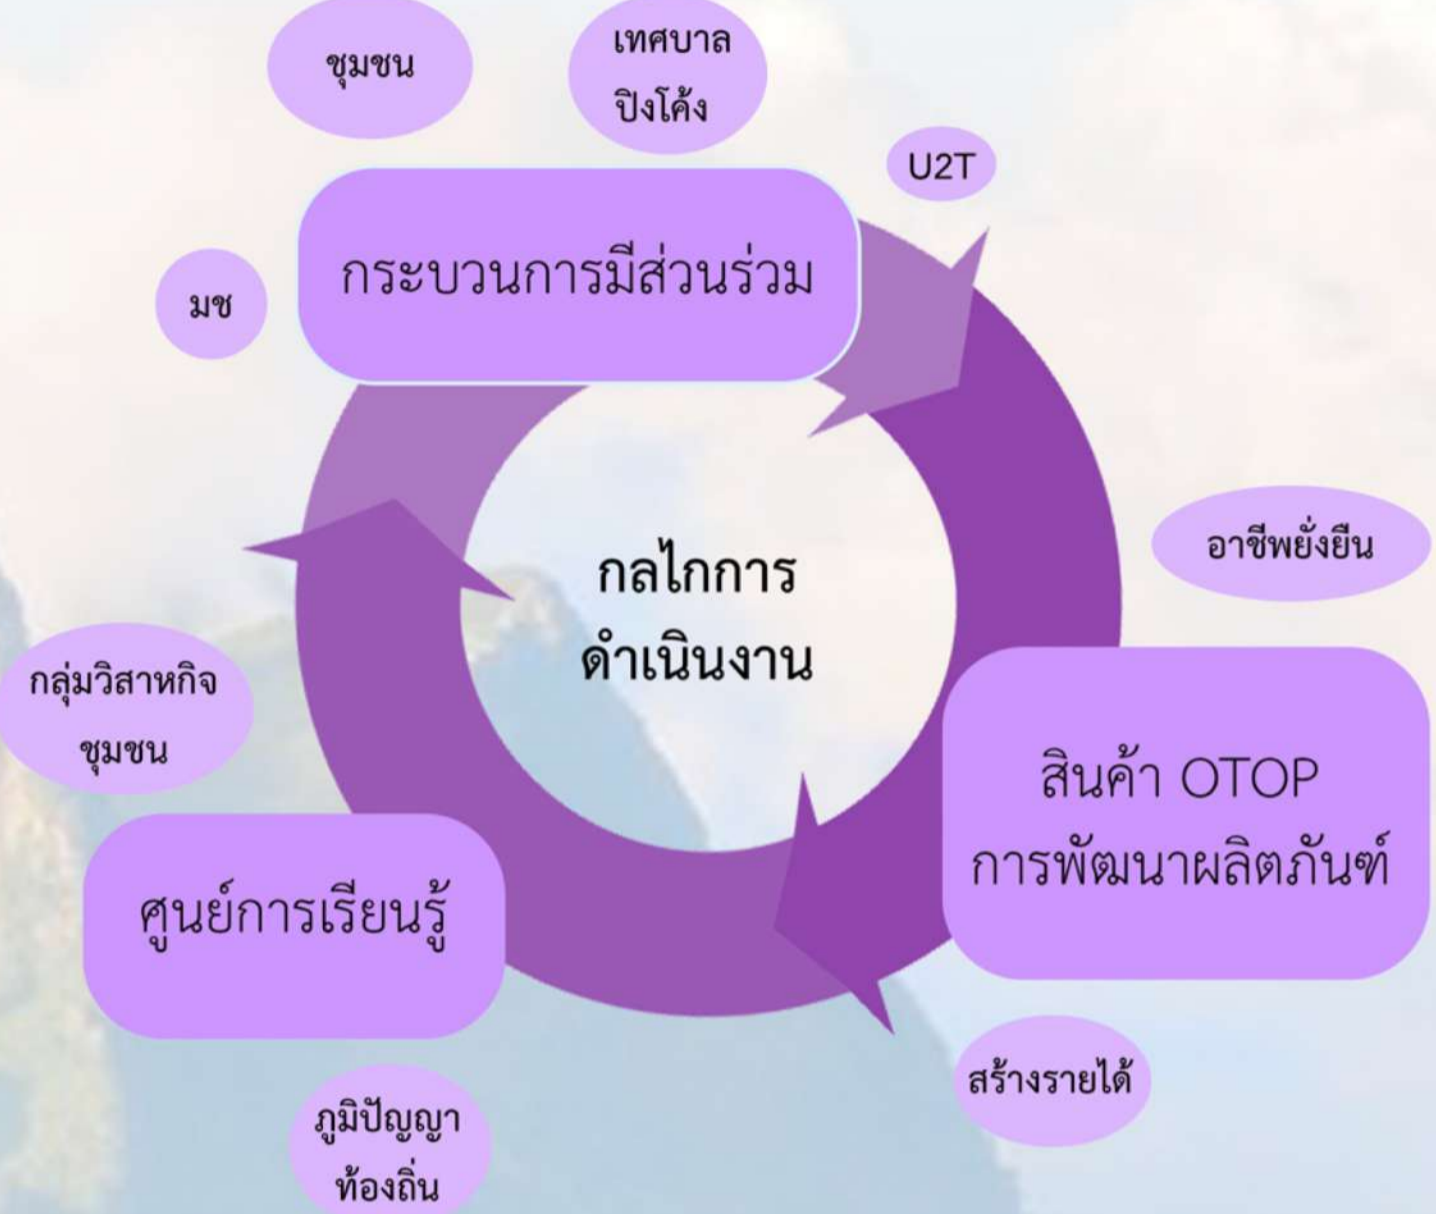 ชุมชน
เทศบาล
ปิงโค้ง
U2T
กระบวนการมีส่วนร่วม
มช
กลไกการ
ดำเนินงาน
อาชีพยั่งยืน
กลุ่มวิสาหกิจ
ชุมชน
สินค้า OTOP
การพัฒนาผลิตภันฑ์
ศูนย์การเรียนรู้
สร้างรายได้
ภูมิปัญญา
ท้องถิ่น